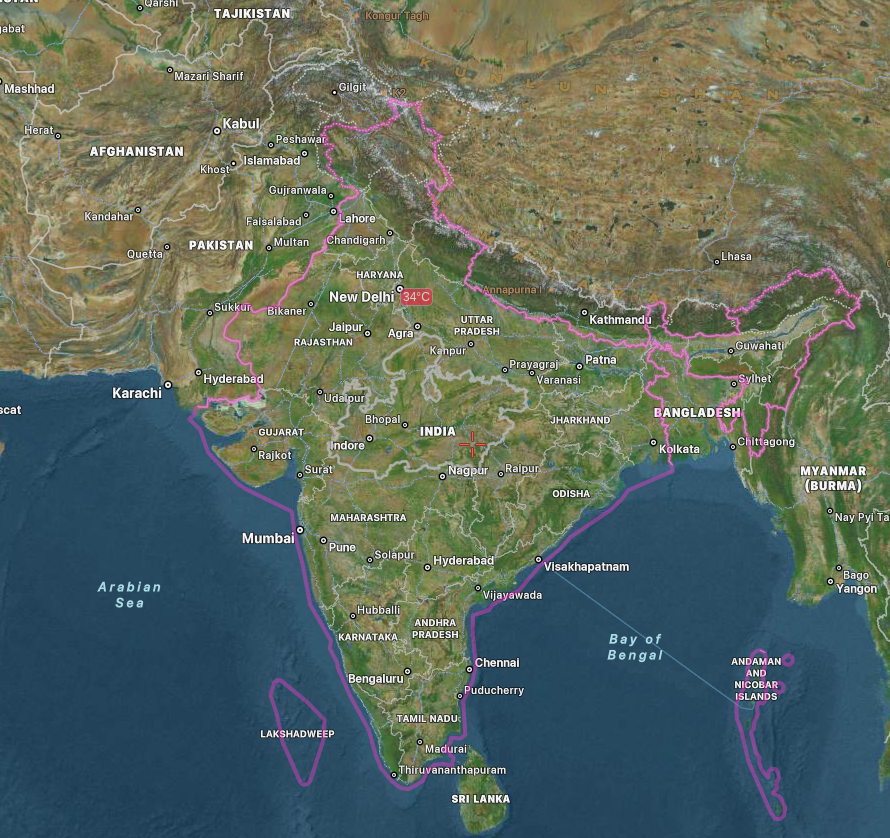 Qarshi
TAJIKISTAN
Kongur Tagh
Mazari Sharif
Mashhad
Gilgit
K2
K U N L U N
Kabul
Herat
Peshawar
AFGHANISTAN
Islamabad
Khost
Gujranwala
Kandahar
Faisalabad
Lahore
PAKISTAN
Multan
Chandigarh
Quetta
Lhasa
HARYANA
New Delhi
34°C
Annapurna I
Sukkur
Bikaner
Kathmandu
UTTAR
PRADESH
Jaipur
Agra
RAJASTHAN
Kanpur
Guwahati
Patna
Prayagraj
Varanasi
Hyderabad
Sylhet
Karachi
Udaipur
scat
BANGLADESH
Bhopal
JHARKHAND
GUJARAT
INDIA
Indore
Chittagong
Kolkata
Rajkot
Surat
Nagpur
Raipur
MYANMAR
(BURMA)
ODISHA
MAHARASHTRA
Nay Pyi Ta
Mumbai
Pune
Solapur
Hyderabad
Visakhapatnam
Bago
Yangon
Arabian
Sea
Vijayawada
Hubballi
ANDHRA
PRADESH
KARNATAKA
Bay of
Bengal
Chennai
ANDAMAN
AND
NICOBAR
ISLANDS
Bengaluru
Puducherry
TAMIL NADU
LAKSHADWEEP
Madurai
Thiruvananthapuram
SRI LANKA